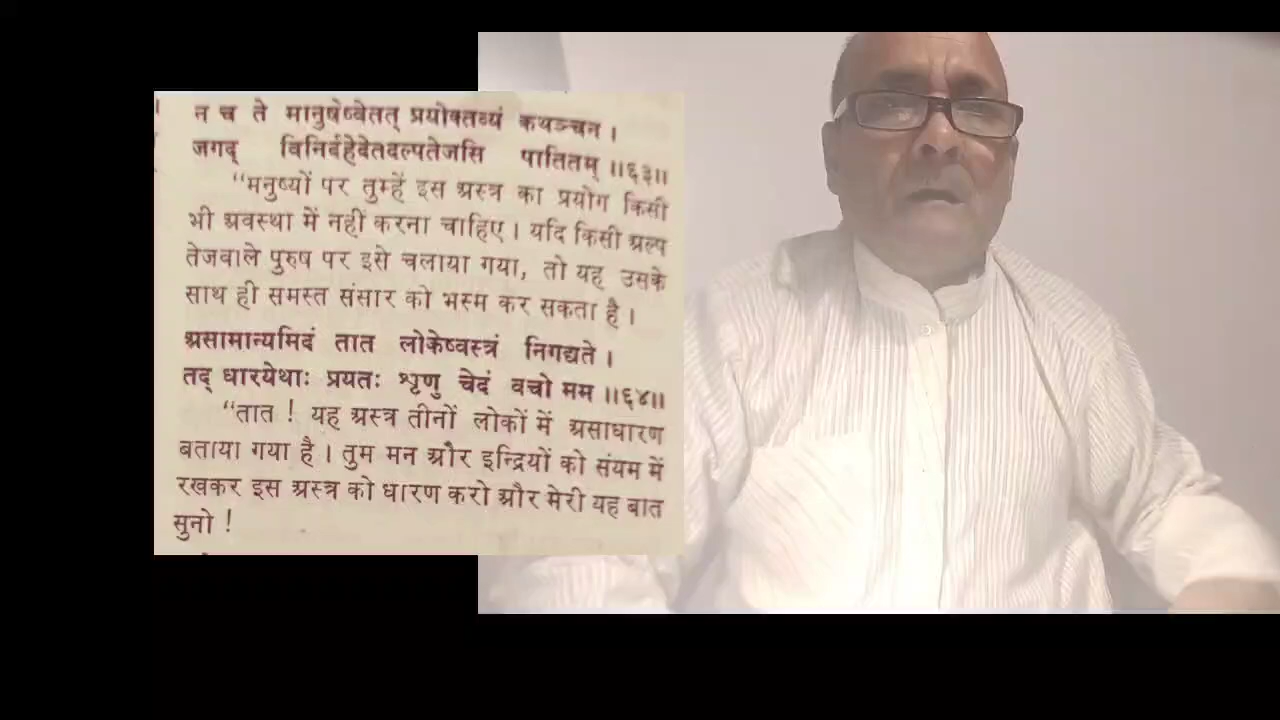 न च ते मानुषेष्वेतत् प्रयोक्तव्यं कथञ्चन ।
जगद् विनिर्दहेदेतदल्पतेजसि पातितम् ॥६३॥
“मनुष्यों पर तुम्हें इस अस्त्र का प्रयोग किसी
भी अवस्था में नहीं करना चाहिए । यदि किसी अल्प
तेजवाले पुरुष पर इसे चलाया गया, तो यह उसके
साथ ही समस्त संसार को भस्म कर सकता है ।
असामान्यमिदं तात लोकेष्वस्त्रं निगद्यते ।
तद् धारयेथाः प्रयतः शृणु चेदं वचो मम ॥६४॥
“तात ! यह अस्त्र तीनों लोकों में असाधारण
बताया गया है । तुम मन और इन्द्रियों को संयम में
रखकर इस अस्त्र को धारण करो और मेरी यह बात
सुनो !